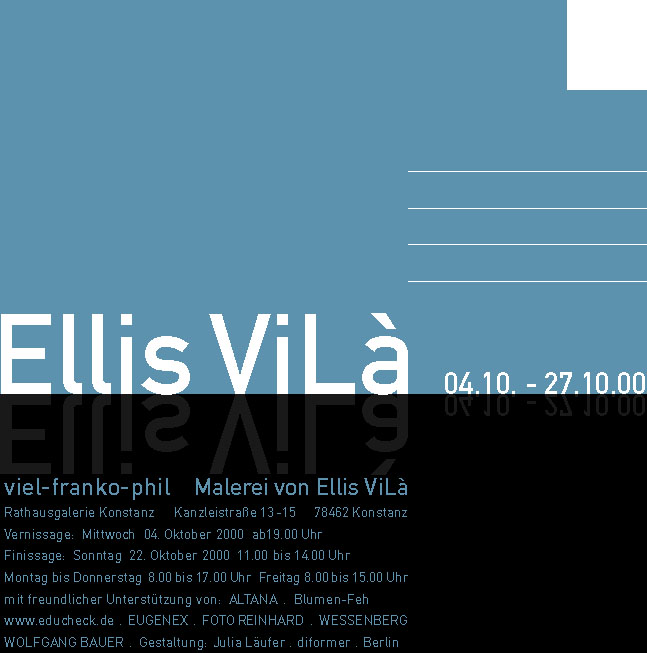 Ellis ViLà
04.10. - 27.10.00
viel-franko-phil Malerei von Ellis ViLà
Rathausgalerie Konstanz Kanzleistraße 13-15 78462 Konstanz
Vernissage: Mittwoch 04. Oktober 2000 ab19.00 Uhr
Finissage: Sonntag 22. Oktober 2000 11.00 bis 14.00 Uhr
Montag bis Donnerstag 8.00 bis 17.00 Uhr Freitag 8.00 bis 15.00 Uhr
mit freundlicher Unterstützung von: ALTANA . Blumen-Feh
www.educheck.de . EUGENEX . FOTO REINHARD . WESSENBERG
WOLFGANG BAUER . Gestaltung: Julia Läufer . diformer . Berlin